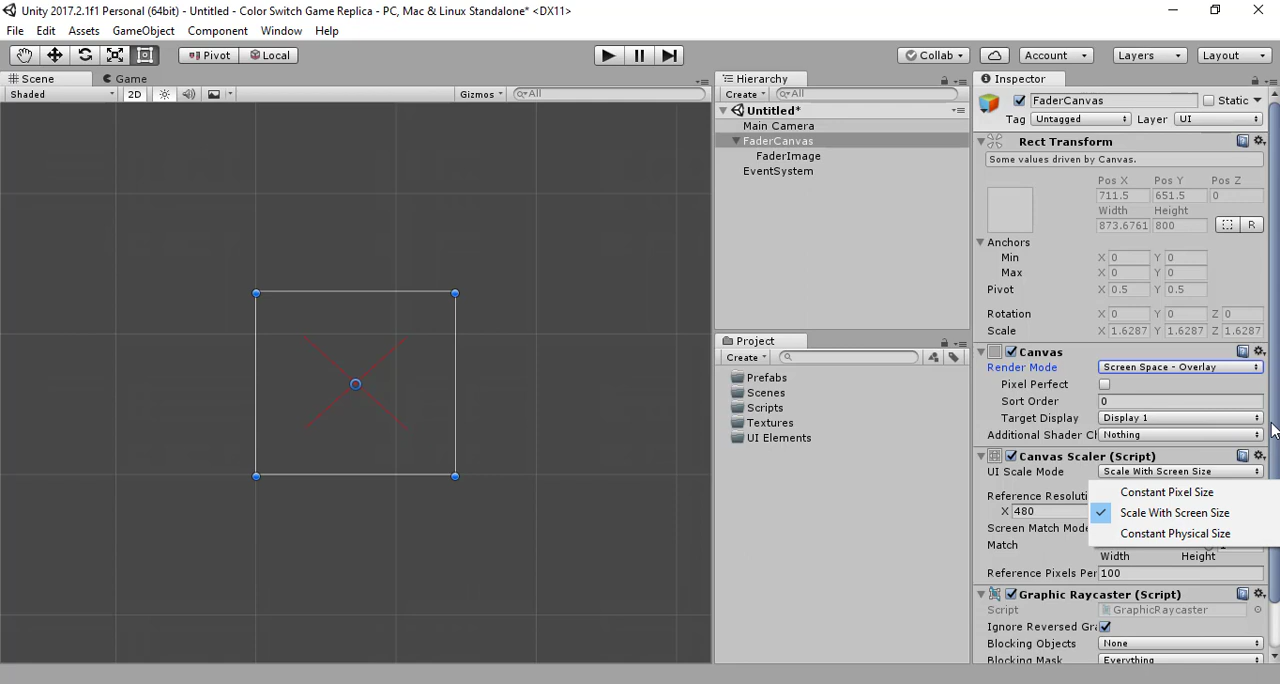 Unity 2017.2.1f1 Personal (64bit) - Untitled - Color Switch Game Replica - PC, Mac & Linux Standalone* <DX11>
File Edit Assets GameObject Component Window Help
Pivot Local Collab Account Layers Layout
Scene Game Hierarchy Inspector
Shaded 2D Gizmos All Create All
FaderCanvas Static
Untitled*
Tag Untagged Layer UI
Main Camera
FaderCanvas
Rect Transform
FaderImage
Some values driven by Canvas.
EventSystem
Pos X Pos Y Pos Z
711.5 651.5 0
Width Height
873.6761 800 R
Anchors
Min X 0 Y 0
Max X 0 Y 0
Pivot X 0.5 Y 0.5
Rotation X 0 Y 0 Z 0
Scale X 1.6287 Y 1.6287 Z 1.6287
Project
Create
Canvas
Render Mode Screen Space - Overlay
Prefabs
Scenes
Scripts
Textures
UI Elements
Pixel Perfect
Sort Order 0
Target Display Display 1
Additional Shader Ch Nothing
Canvas Scaler (Script)
UI Scale Mode Scale With Screen Size
Constant Pixel Size
Scale With Screen Size
Constant Physical Size
Reference Resoluti
X 480
Screen Match Mode
Match
Width Height
Reference Pixels Per 100
Graphic Raycaster (Script)
Script GraphicRaycaster
Ignore Reversed Gra
Blocking Objects None
Blocking Mask Everything